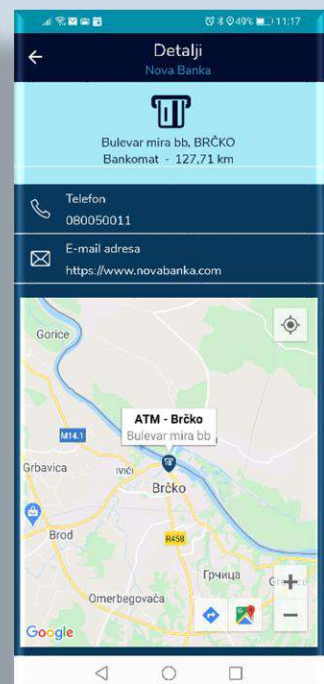 49% 11:17
Detalji
Nova Banka
Bulevar mira bb, BRČKO
Bankomat - 127,71 km
Telefon
080050011
E-mail adresa
https://www.novabanka.com
Gorice
ATM - Brčko
Bulevar mira bb
M14.1
Grbavica
ivići
Brčko
Brod
R458
Грчица
Omerbegovača
+
−
Google